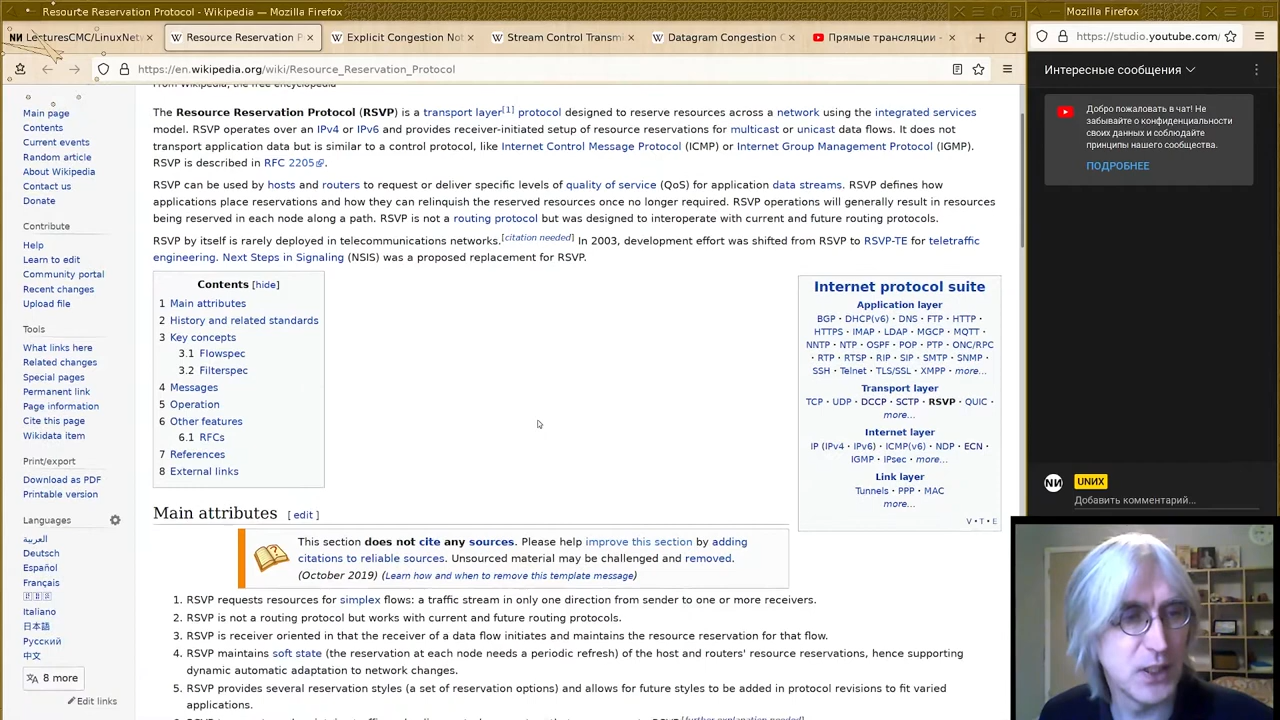 Resource Reservation Protocol - Wikipedia — Mozilla Firefox
Mozilla Firefox
LecturesCMC/LinuxNetw
Resource Reservation P
Explicit Congestion Not
Stream Control Transmi
Datagram Congestion C
Прямые трансляции -
https://studio.youtube.com/
https://en.wikipedia.org/wiki/Resource_Reservation_Protocol
Интересные сообщения
From Wikipedia, the free encyclopedia
Main page
Contents
Current events
Random article
About Wikipedia
Contact us
Donate
Contribute
Help
Learn to edit
Community portal
Recent changes
Upload file
Tools
What links here
Related changes
Special pages
Permanent link
Page information
Cite this page
Wikidata item
Print/export
Download as PDF
Printable version
Languages
العربية
Deutsch
Español
Français
Italiano
日本語
Русский
中文
8 more
Edit links
The Resource Reservation Protocol (RSVP) is a transport layer[1] protocol designed to reserve resources across a network using the integrated services
model. RSVP operates over an IPv4 or IPv6 and provides receiver-initiated setup of resource reservations for multicast or unicast data flows. It does not
transport application data but is similar to a control protocol, like Internet Control Message Protocol (ICMP) or Internet Group Management Protocol (IGMP).
RSVP is described in RFC 2205.
RSVP can be used by hosts and routers to request or deliver specific levels of quality of service (QoS) for application data streams. RSVP defines how
applications place reservations and how they can relinquish the reserved resources once no longer required. RSVP operations will generally result in resources
being reserved in each node along a path. RSVP is not a routing protocol but was designed to interoperate with current and future routing protocols.
RSVP by itself is rarely deployed in telecommunications networks.[citation needed] In 2003, development effort was shifted from RSVP to RSVP-TE for teletraffic
engineering. Next Steps in Signaling (NSIS) was a proposed replacement for RSVP.
Contents [hide]
1 Main attributes
2 History and related standards
3 Key concepts
3.1 Flowspec
3.2 Filterspec
4 Messages
5 Operation
6 Other features
6.1 RFCs
7 References
8 External links
Internet protocol suite
Application layer
BGP · DHCP(v6) · DNS · FTP · HTTP ·
HTTPS · IMAP · LDAP · MGCP · MQTT ·
NNTP · NTP · OSPF · POP · PTP · ONC/RPC
· RTP · RTSP · RIP · SIP · SMTP · SNMP
· SSH · Telnet · TLS/SSL · XMPP · more...
Transport layer
TCP · UDP · DCCP · SCTP · RSVP · QUIC ·
more...
Internet layer
IP (IPv4 · IPv6) · ICMP(v6) · NDP · ECN ·
IGMP · IPsec · more...
Link layer
Tunnels · PPP · MAC
more...
V · T · E
Main attributes [ edit ]
This section does not cite any sources. Please help improve this section by adding
citations to reliable sources. Unsourced material may be challenged and removed.
(October 2019) (Learn how and when to remove this template message)
1. RSVP requests resources for simplex flows: a traffic stream in only one direction from sender to one or more receivers.
2. RSVP is not a routing protocol but works with current and future routing protocols.
3. RSVP is receiver oriented in that the receiver of a data flow initiates and maintains the resource reservation for that flow.
4. RSVP maintains soft state (the reservation at each node needs a periodic refresh) of the host and routers' resource reservations, hence supporting
dynamic automatic adaptation to network changes.
5. RSVP provides several reservation styles (a set of reservation options) and allows for future styles to be added in protocol revisions to fit varied
applications.
Добро пожаловать в чат! Не
забывайте о конфиденциальности
своих данных и соблюдайте
принципы нашего сообщества.
ПОДРОБНЕЕ
UNИX
Добавить комментарий...